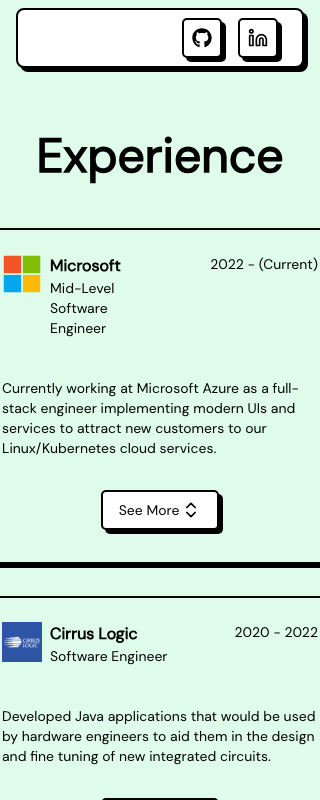 in
Experience
Microsoft
2022 - (Current)
Mid-Level
Software
Engineer
Currently working at Microsoft Azure as a full-
stack engineer implementing modern UIs and
services to attract new customers to our
Linux/Kubernetes cloud services.
See More
CIRRUS
LOGIC
Cirrus Logic
2020 - 2022
Software Engineer
Developed Java applications that would be used
by hardware engineers to aid them in the design
and fine tuning of new integrated circuits.